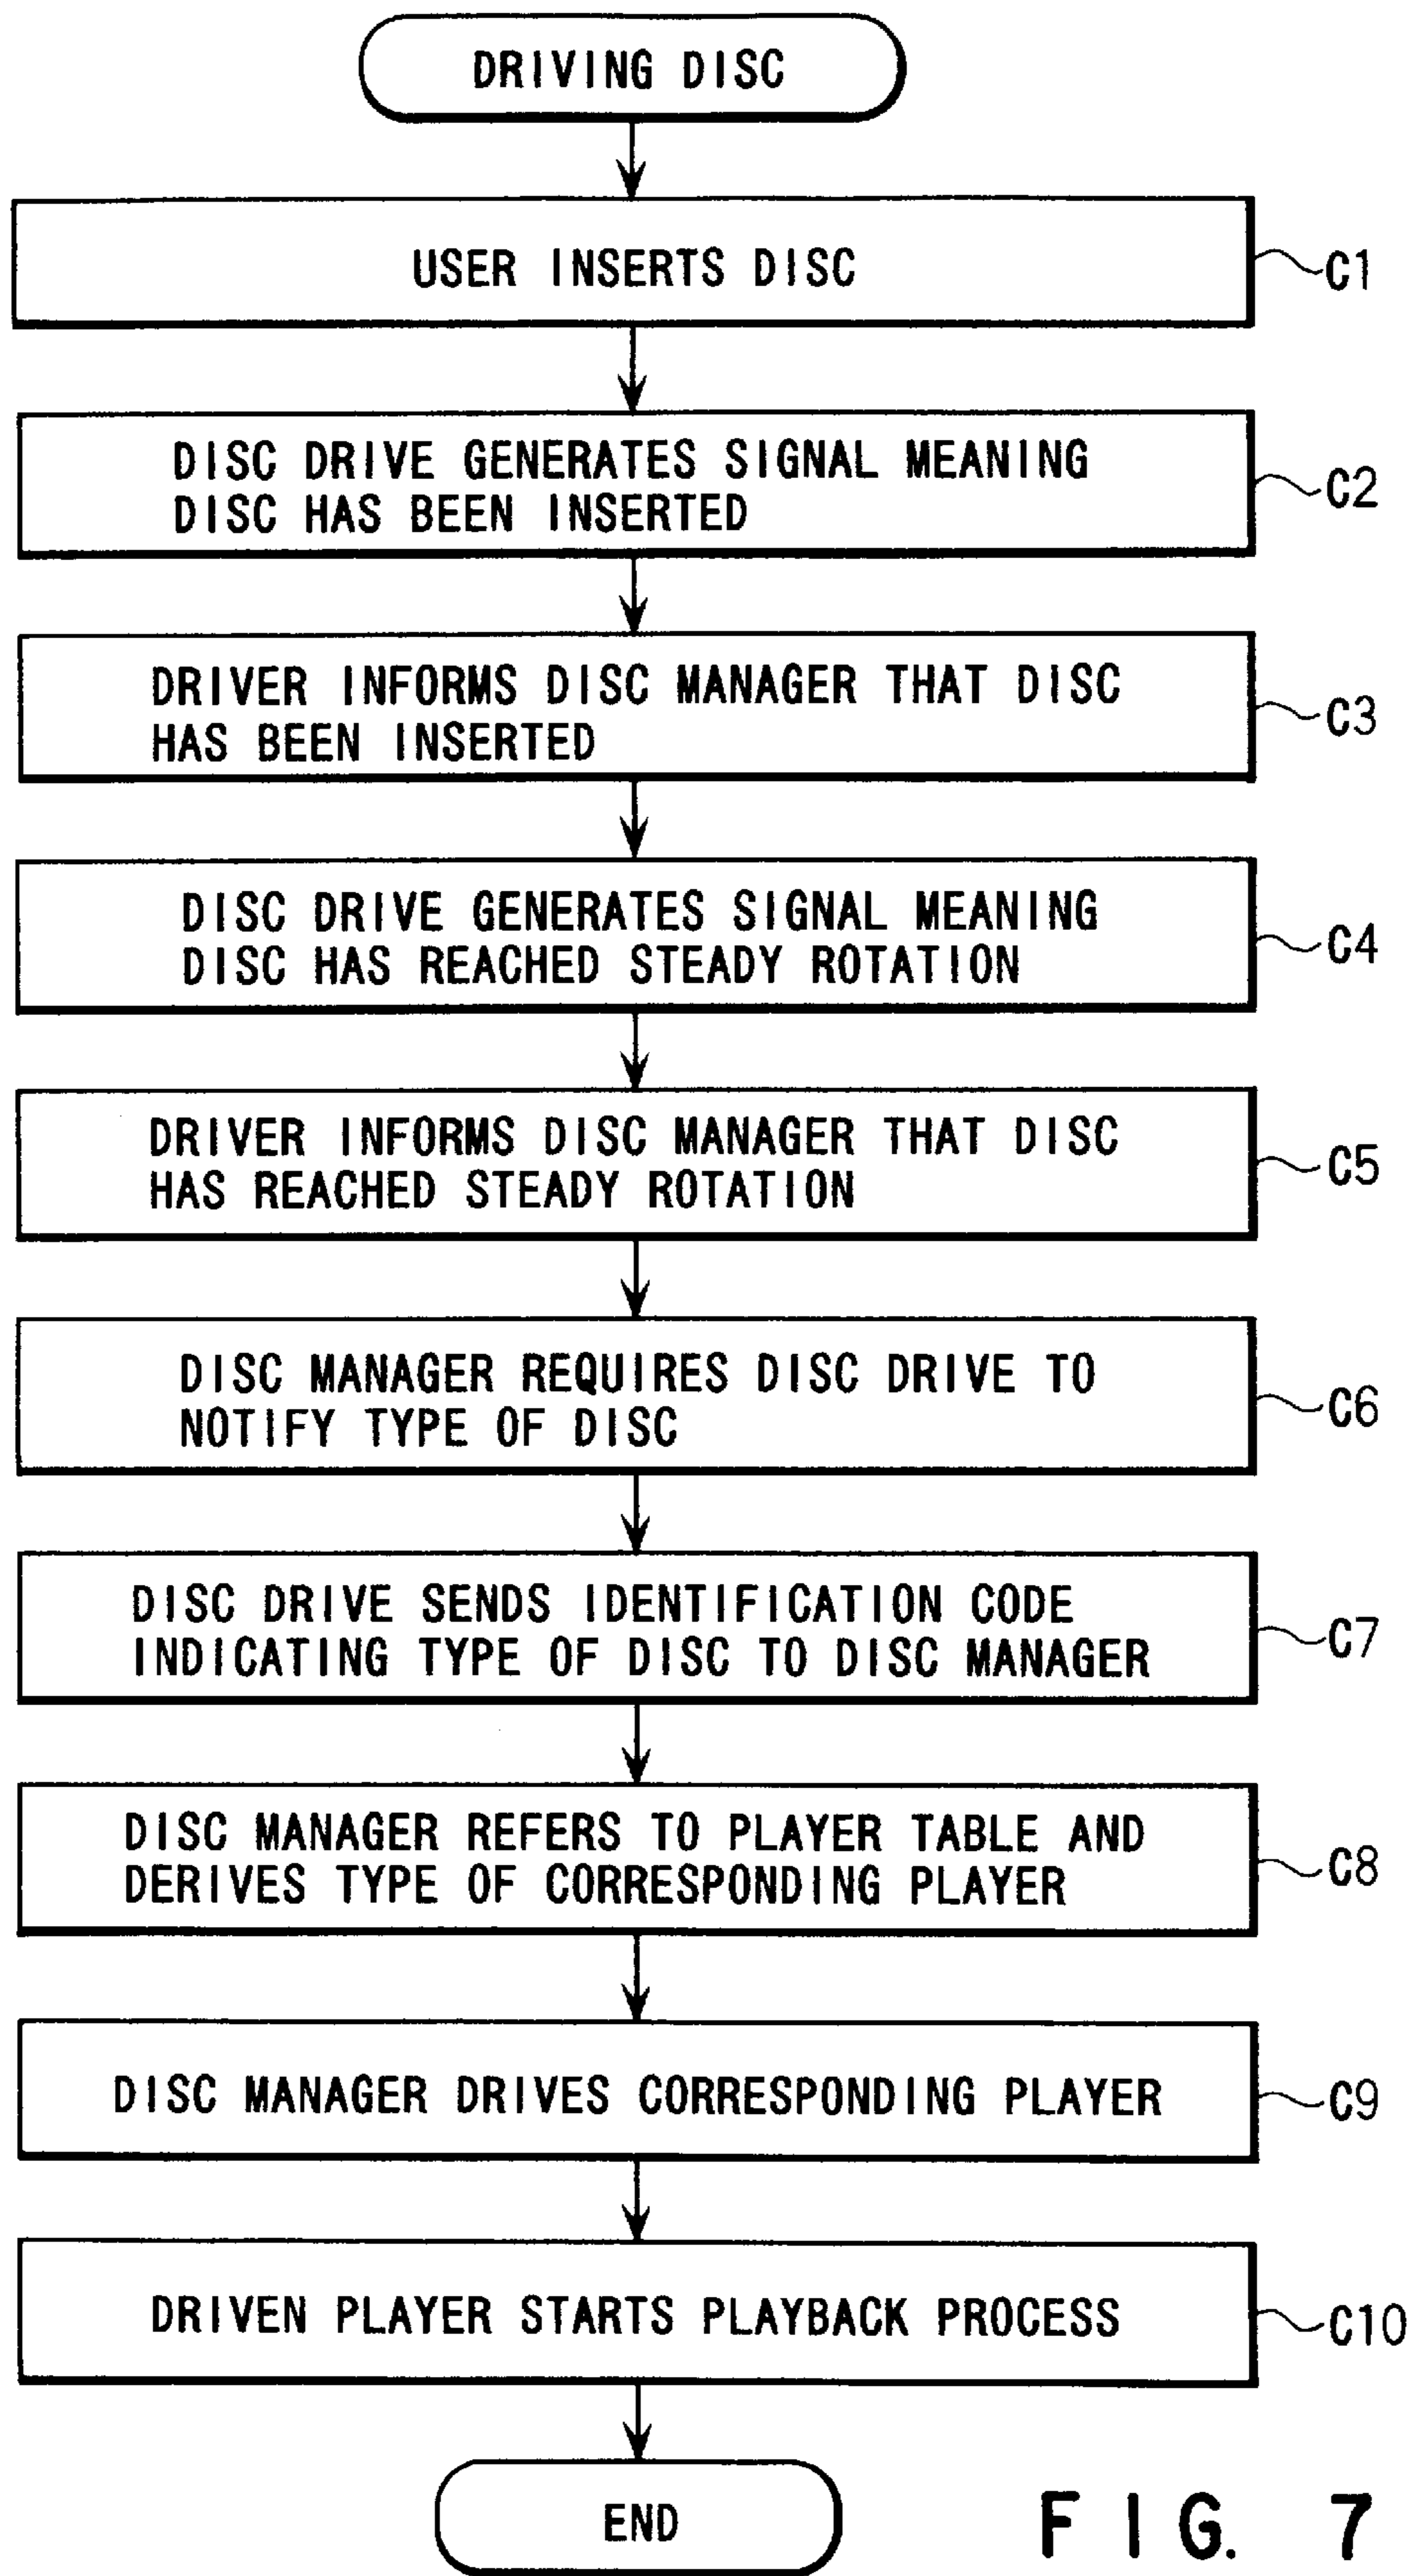 DRIVING DISC
USER INSERTS DISC
C1
DISC DRIVE GENERATES SIGNAL MEANING
DISC HAS BEEN INSERTED
C2
DRIVER INFORMS DISC MANAGER THAT DISC
HAS BEEN INSERTED
C3
DISC DRIVE GENERATES SIGNAL MEANING
DISC HAS REACHED STEADY ROTATION
C4
DRIVER INFORMS DISC MANAGER THAT DISC
HAS REACHED STEADY ROTATION
C5
DISC MANAGER REQUIRES DISC DRIVE TO
NOTIFY TYPE OF DISC
C6
DISC DRIVE SENDS IDENTIFICATION CODE
INDICATING TYPE OF DISC TO DISC MANAGER
C7
DISC MANAGER REFERS TO PLAYER TABLE AND
DERIVES TYPE OF CORRESPONDING PLAYER
C8
DISC MANAGER DRIVES CORRESPONDING PLAYER
C9
DRIVEN PLAYER STARTS PLAYBACK PROCESS
C10
END
FIG. 7